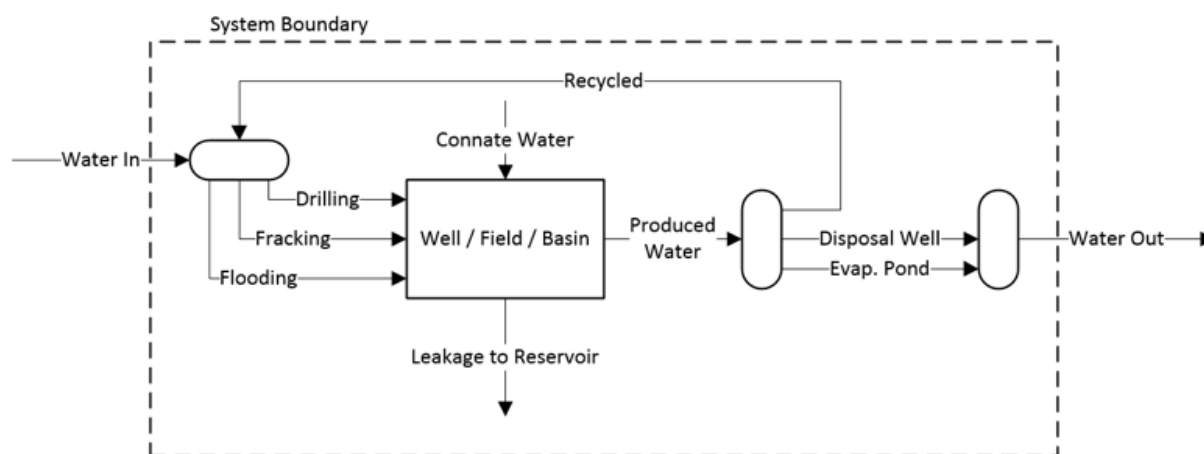 System Boundary
Recycled
Water In
Connate Water
Drilling
Fracking
Flooding
Well / Field / Basin
Produced
Water
Disposal Well
Evap. Pond
Water Out
Leakage to Reservoir